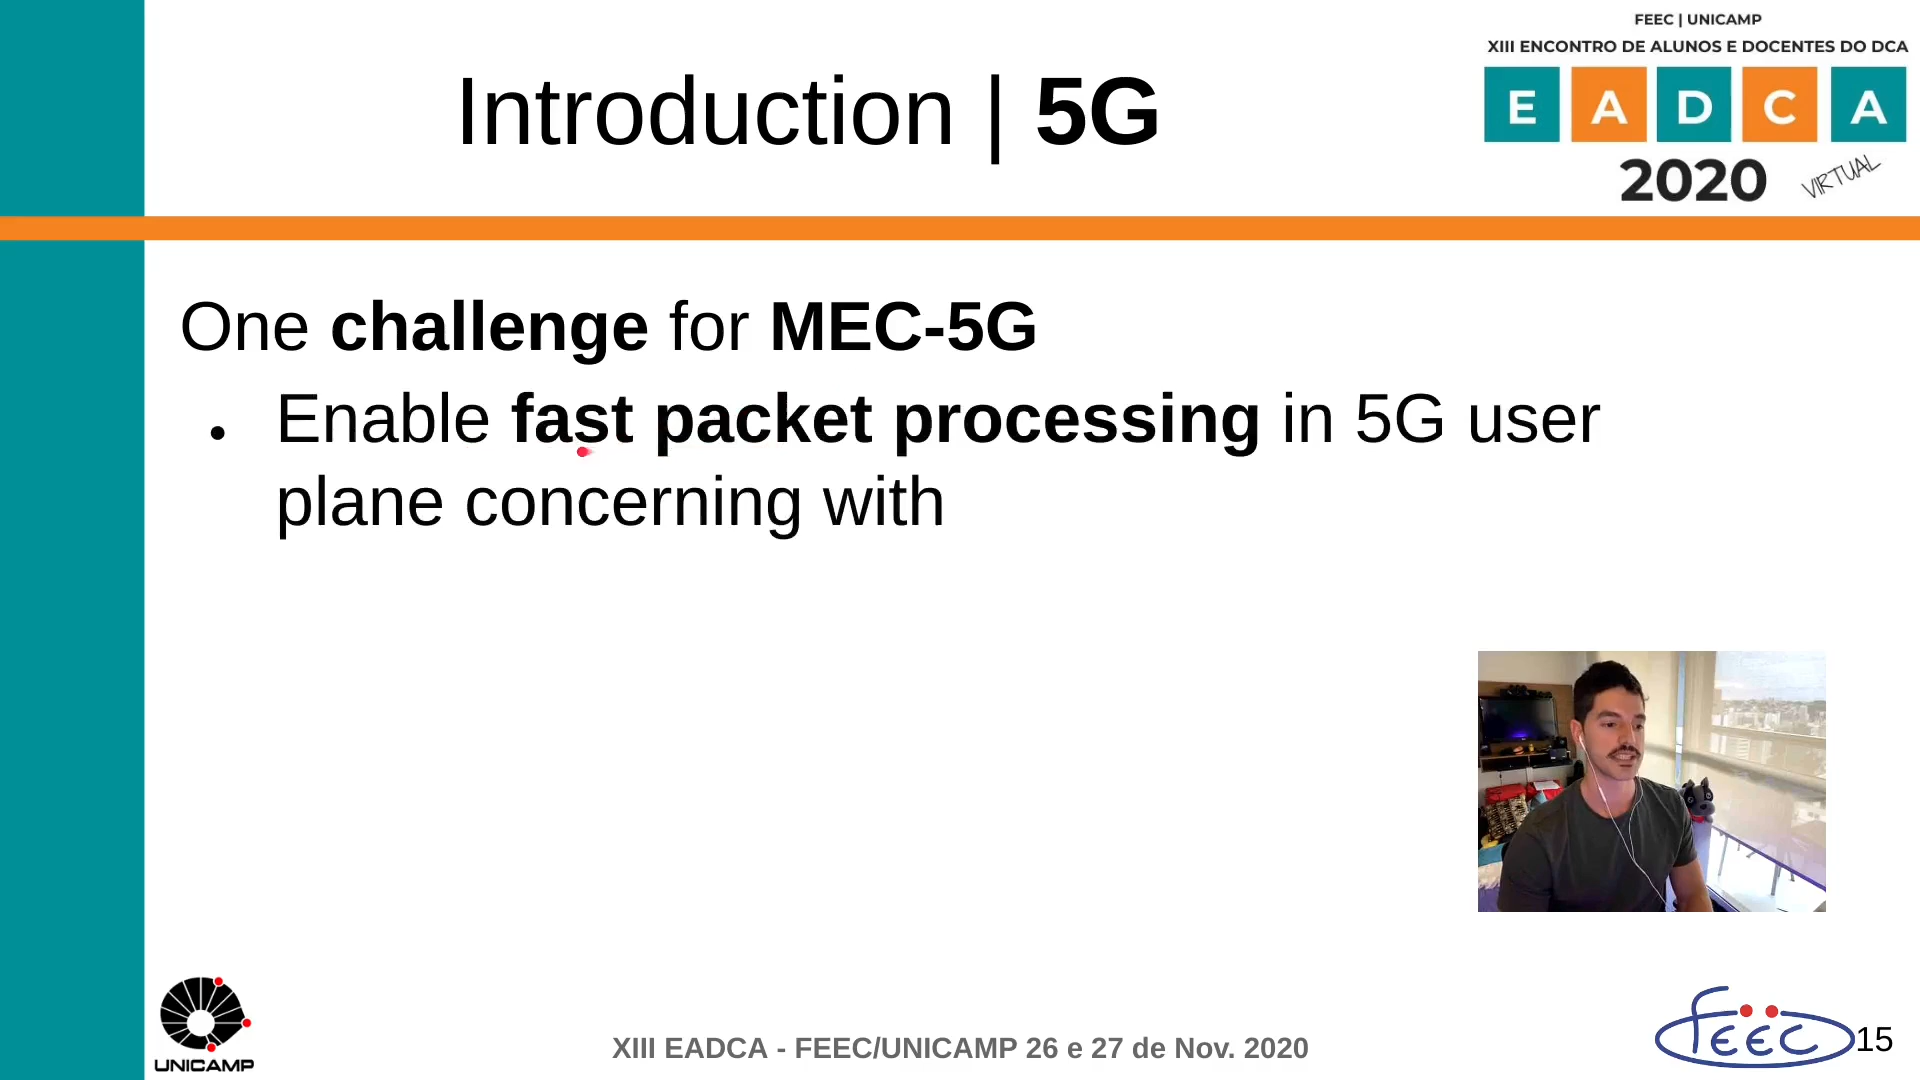 FEEC | UNICAMP
XIII ENCONTRO DE ALUNOS E DOCENTES DO DCA
E A D C A
2020 VIRTUAL
Introduction | 5G
One challenge for MEC-5G
• Enable fast packet processing in 5G user
plane concerning with
UNICAMP
XIII EADCA - FEEC/UNICAMP 26 e 27 de Nov. 2020
feec
15